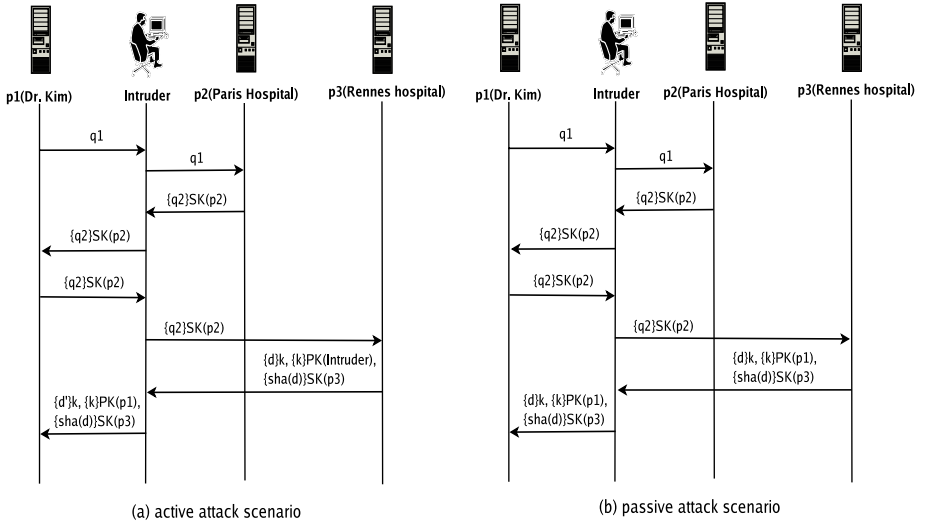 p1(Dr. Kim) Intruder p2(Paris Hospital) p3(Rennes hospital)
q1
q1
{q2}SK(p2)
{q2}SK(p2)
{q2}SK(p2)
{q2}SK(p2)
{d}k, {k}PK(Intruder),
{sha(d)}SK(p3)
{d'}k, {k}PK(p1),
{sha(d)}SK(p3)
(a) active attack scenario
p1(Dr. Kim) Intruder p2(Paris Hospital) p3(Rennes hospital)
q1
q1
{q2}SK(p2)
{q2}SK(p2)
{q2}SK(p2)
{q2}SK(p2)
{d}k, {k}PK(p1),
{sha(d)}SK(p3)
{d}k, {k}PK(p1),
{sha(d)}SK(p3)
(b) passive attack scenario